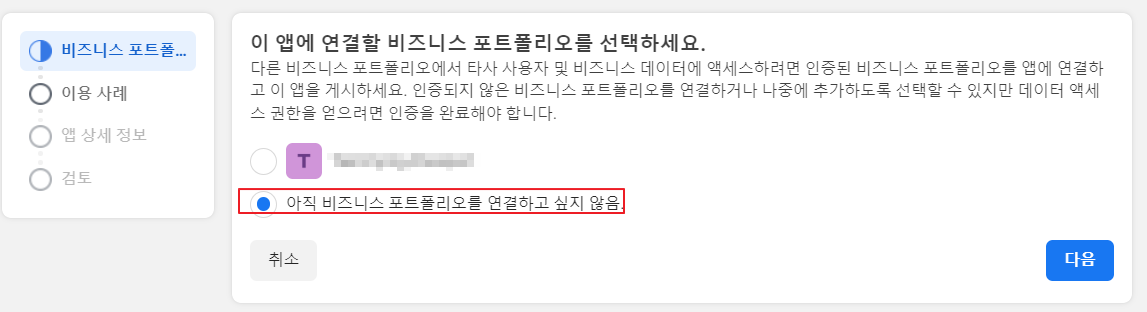 비즈니스 포트폴...
이용 사례
앱 상세 정보
검토
이 앱에 연결할 비즈니스 포트폴리오를 선택하세요.
다른 비즈니스 포트폴리오에서 타사 사용자 및 비즈니스 데이터에 액세스하려면 인증된 비즈니스 포트폴리오를 앱에 연결하
고 이 앱을 게시하세요. 인증되지 않은 비즈니스 포트폴리오를 연결하거나 나중에 추가하도록 선택할 수 있지만 데이터 액세
스 권한을 얻으려면 인증을 완료해야 합니다.
T
아직 비즈니스 포트폴리오를 연결하고 싶지 않음.
취소
다음